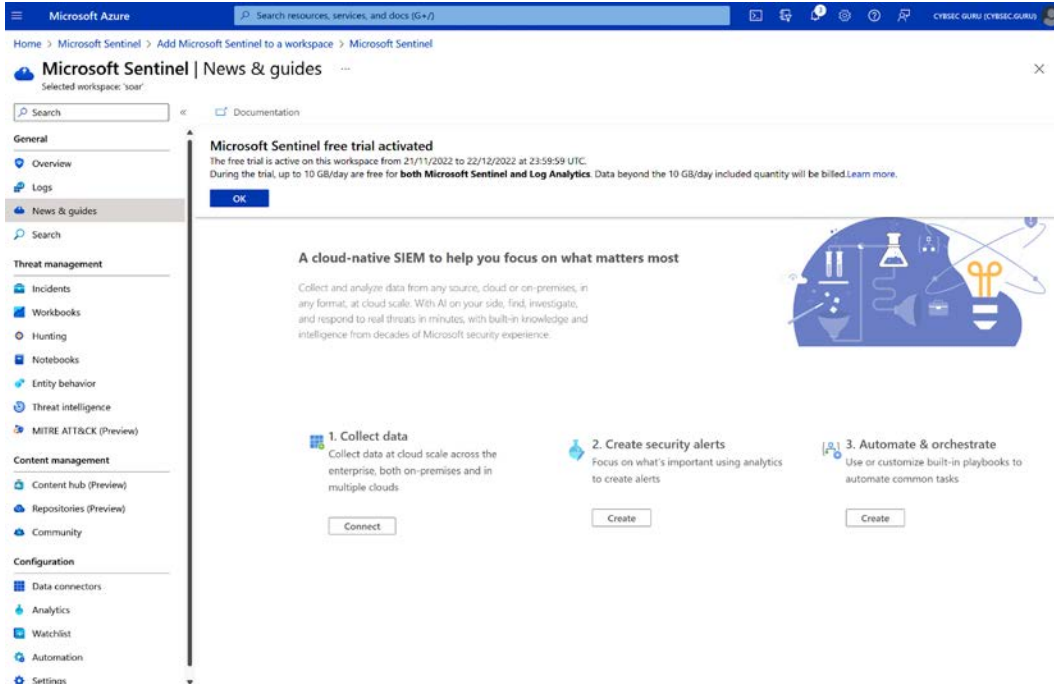 Microsoft Azure
Search resources, services, and docs (G+/)
3
CYBSEC GURU (CYBSEC.GURU)
Home > Microsoft Sentinel > Add Microsoft Sentinel to a workspace > Microsoft Sentinel
Microsoft Sentinel | News & guides ...
Selected workspace: 'soar'
Search
«
Documentation
General
Overview
Logs
News & guides
Search
Threat management
Incidents
Workbooks
Hunting
Notebooks
Entity behavior
Threat intelligence
MITRE ATT&CK (Preview)
Content management
Content hub (Preview)
Repositories (Preview)
Community
Configuration
Data connectors
Analytics
Watchlist
Automation
Settings
Microsoft Sentinel free trial activated
The free trial is active on this workspace from 21/11/2022 to 22/12/2022 at 23:59:59 UTC.
During the trial, up to 10 GB/day are free for both Microsoft Sentinel and Log Analytics. Data beyond the 10 GB/day included quantity will be billed.Learn more.
OK
A cloud-native SIEM to help you focus on what matters most
Collect and analyze data from any source, cloud or on-premises, in
any format, at cloud scale. With AI on your side, find, investigate,
and respond to real threats in minutes, with built-in knowledge and
intelligence from decades of Microsoft security experience.
1. Collect data
Collect data at cloud scale across the
enterprise, both on-premises and in
multiple clouds
Connect
2. Create security alerts
Focus on what's important using analytics
to create alerts
Create
3. Automate & orchestrate
Use or customize built-in playbooks to
automate common tasks
Create